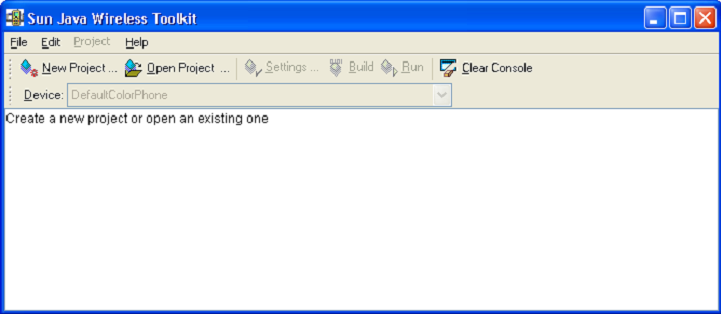 Sun Java Wireless Toolkit
File Edit Project Help
New Project ... Open Project ... Settings ... Build Run Clear Console
Device: DefaultColorPhone
Create a new project or open an existing one